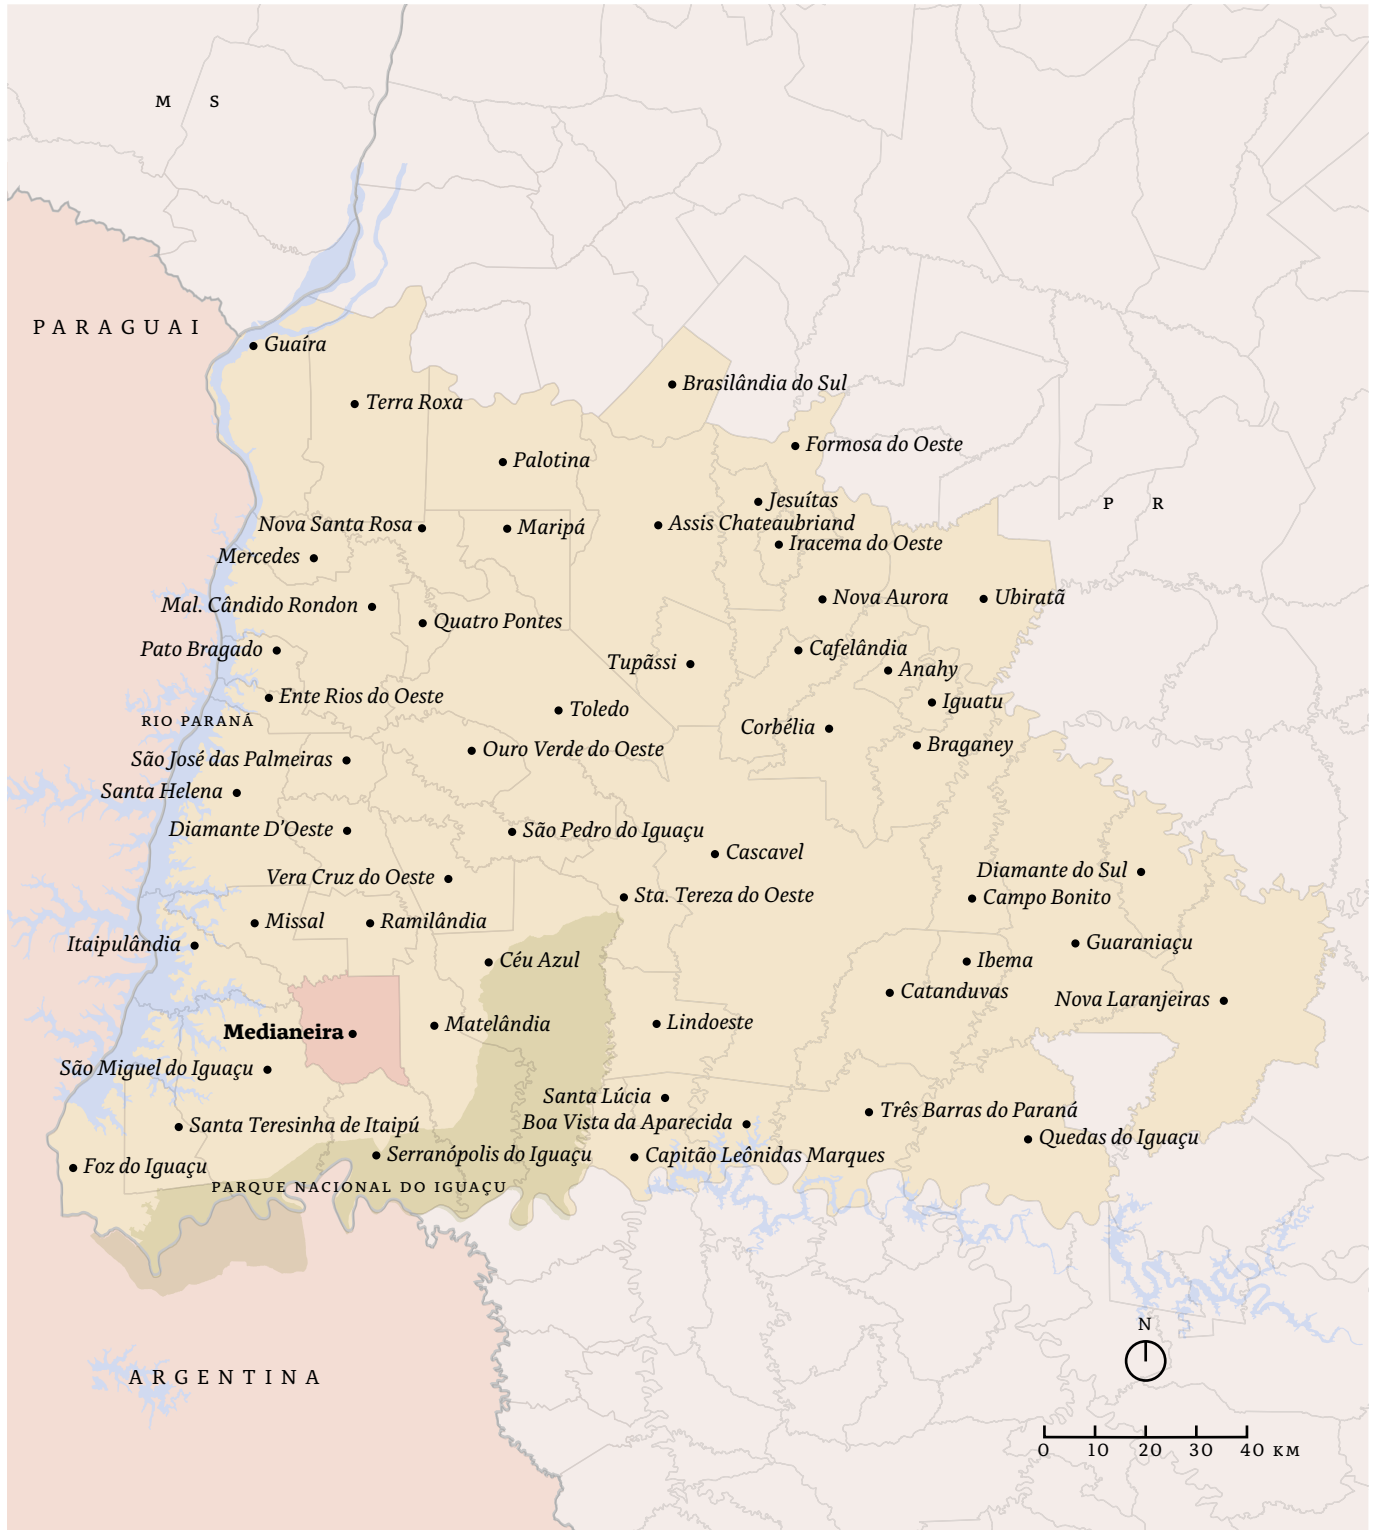 M S
PARAGUAI
Guaíra
Brasilândia do Sul
Terra Roxa
Formosa do Oeste
Palotina
Jesuítas
P R
Nova Santa Rosa
Maripá
Assis Chateaubriand
Iracema do Oeste
Mercedes
Mal. Cândido Rondon
Nova Aurora
Ubiratã
Quatro Pontes
Pato Bragado
Cafelândia
Tupãssi
Anahy
Ente Rios do Oeste
Iguatu
Toledo
RIO PARANÁ
Corbélia
Braganey
Ouro Verde do Oeste
São José das Palmeiras
Santa Helena
Diamante D'Oeste
São Pedro do Iguaçu
Cascavel
Diamante do Sul
Vera Cruz do Oeste
Sta. Tereza do Oeste
Campo Bonito
Missal
Ramilândia
Itaipulândia
Guaraniaçu
Céu Azul
Ibema
Catanduvas
Nova Laranjeiras
Medianeira
Matelândia
Lindoeste
São Miguel do Iguaçu
Santa Lúcia
Três Barras do Paraná
Boa Vista da Aparecida
Santa Teresinha de Itaipú
Quedas do Iguaçu
Serranópolis do Iguaçu
Capitão Leônidas Marques
Foz do Iguaçu
PARQUE NACIONAL DO IGUAÇU
N
ARGENTINA
0 10 20 30 40 KM